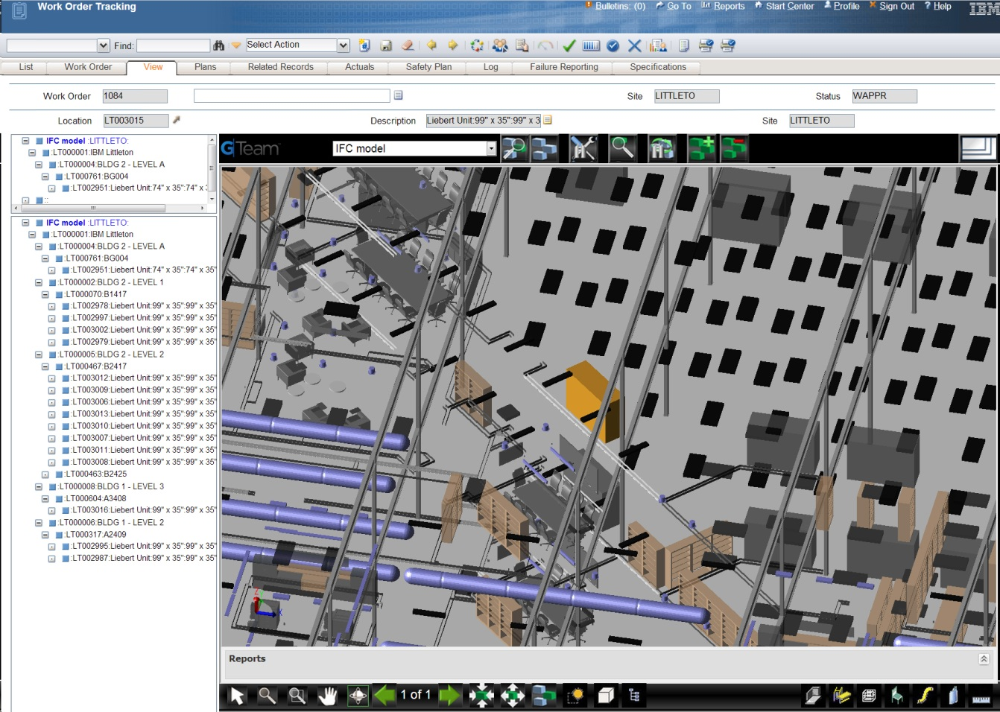 Work Order Tracking
Bulletins: (0) Go To Reports Start Center Profile Sign Out ? Help IBM
Find: Select Action
List Work Order View Plans Related Records Actuals Safety Plan Log Failure Reporting Specifications
Work Order 1084 Site LITTLETO Status WAPPR
Location LT003015 Description Liebert Unit:99" x 35":99" x 3 Site LITTLETO
IFC model :LITTLETO:
:LT000001:IBM Littleton
:LT000004:BLDG 2 - LEVEL A
:LT000761:BG004
:LT002951:Liebert Unit:74" x 35":74" x 3
::
GTeam IFC model
IFC model :LITTLETO:
:LT000001:IBM Littleton
:LT000004:BLDG 2 - LEVEL A
:LT000761:BG004
:LT002951:Liebert Unit:74" x 35":74" x 35"
:LT000002:BLDG 2 - LEVEL 1
:LT000070:B1417
:LT002978:Liebert Unit:99" x 35":99" x 35"
:LT002997:Liebert Unit:99" x 35":99" x 35"
:LT003002:Liebert Unit:99" x 35":99" x 35"
:LT002979:Liebert Unit:99" x 35":99" x 35"
:LT000005:BLDG 2 - LEVEL 2
:LT000467:B2417
:LT003012:Liebert Unit:99" x 35":99" x 35"
:LT003009:Liebert Unit:99" x 35":99" x 35"
:LT003006:Liebert Unit:99" x 35":99" x 35"
:LT003013:Liebert Unit:99" x 35":99" x 35"
:LT003010:Liebert Unit:99" x 35":99" x 35"
:LT003007:Liebert Unit:99" x 35":99" x 35"
:LT003011:Liebert Unit:99" x 35":99" x 35"
:LT003008:Liebert Unit:99" x 35":99" x 35"
:LT000463:B2425
:LT000008:BLDG 1 - LEVEL 3
:LT000604:A3408
:LT003016:Liebert Unit:99" x 35":99" x 35"
:LT000006:BLDG 1 - LEVEL 2
:LT000317:A2409
:LT002995:Liebert Unit:99" x 35":99" x 35"
:LT002987:Liebert Unit:99" x 35":99" x 35"
Z
X
Reports
1 of 1